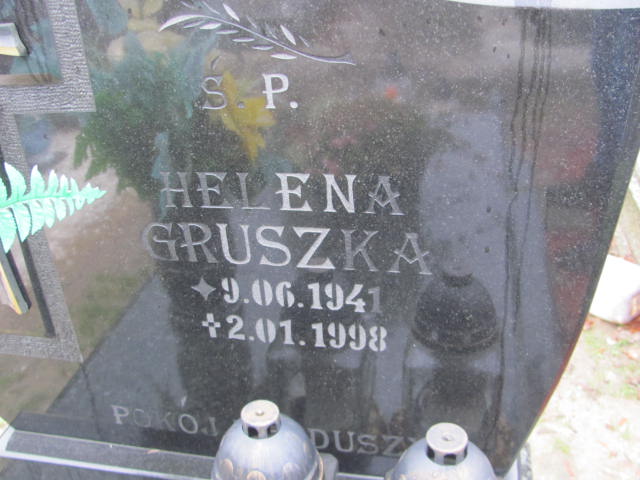 Ś. P.
HELENA
GRUSZKA
9.06.1941
2.01.1998
POKOJ DUSZY